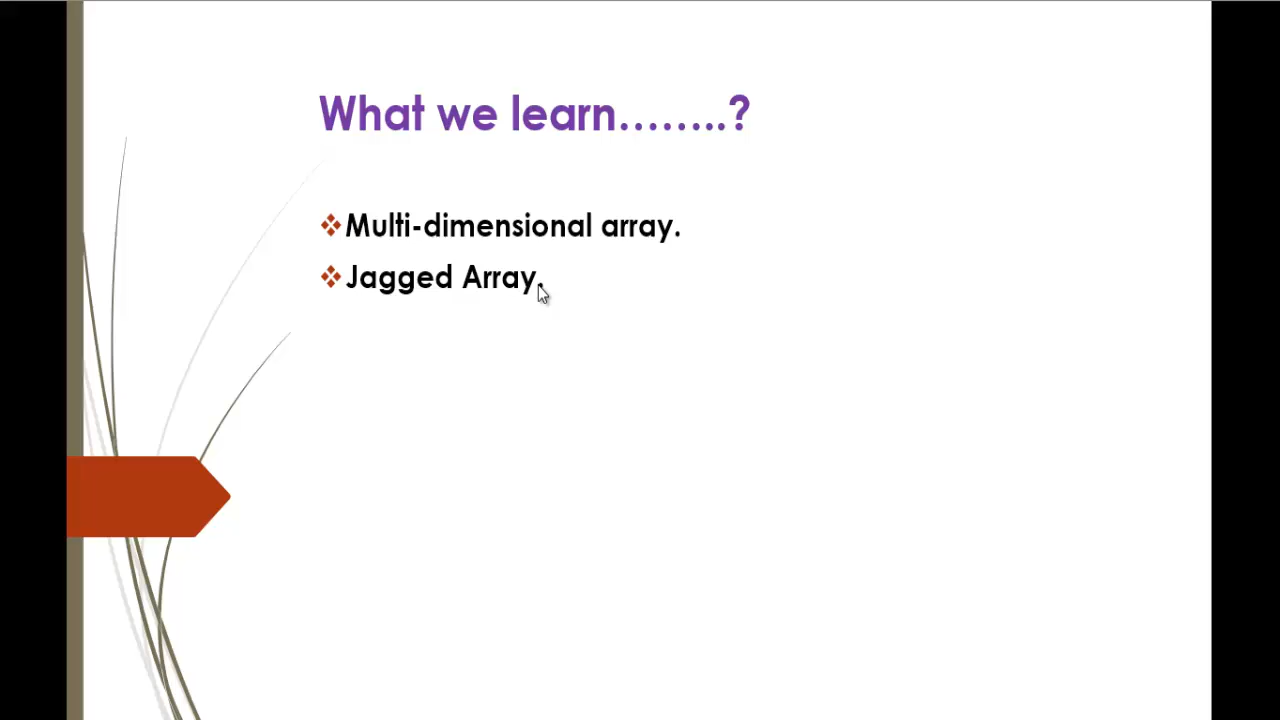 What we learn……..?
Multi-dimensional array.
Jagged Array.